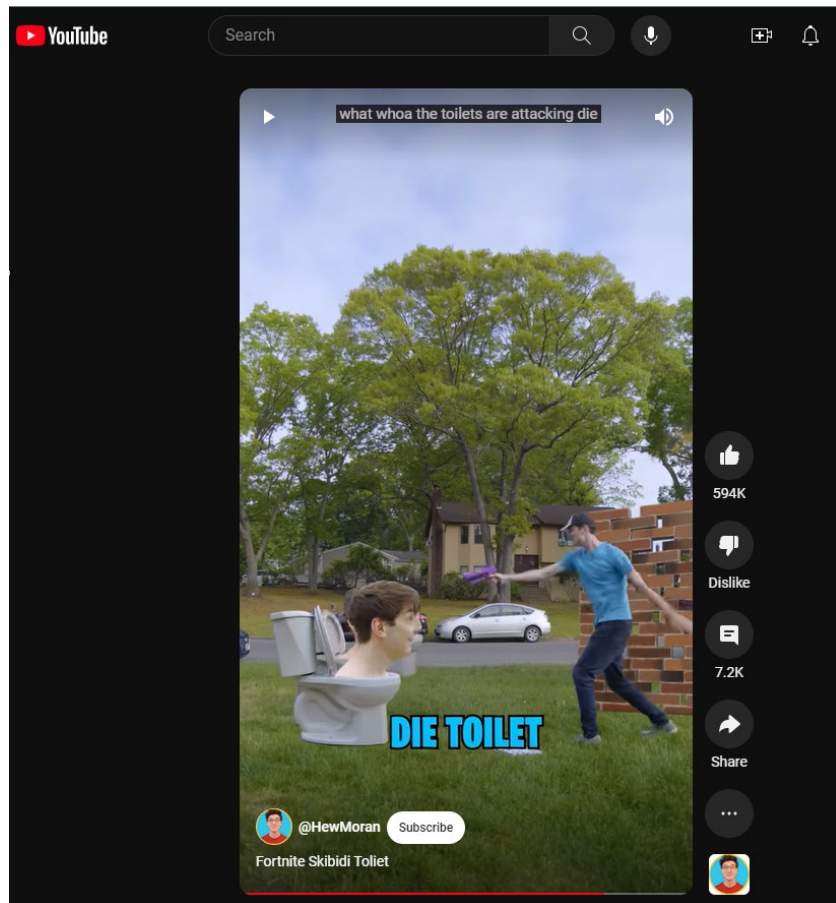 YouTube
Search
what whoa the toilets are attacking die
594K
Dislike
7.2K
DIE TOILET
Share
@HewMoran
Subscribe
Fortnite Skibidi Toliet